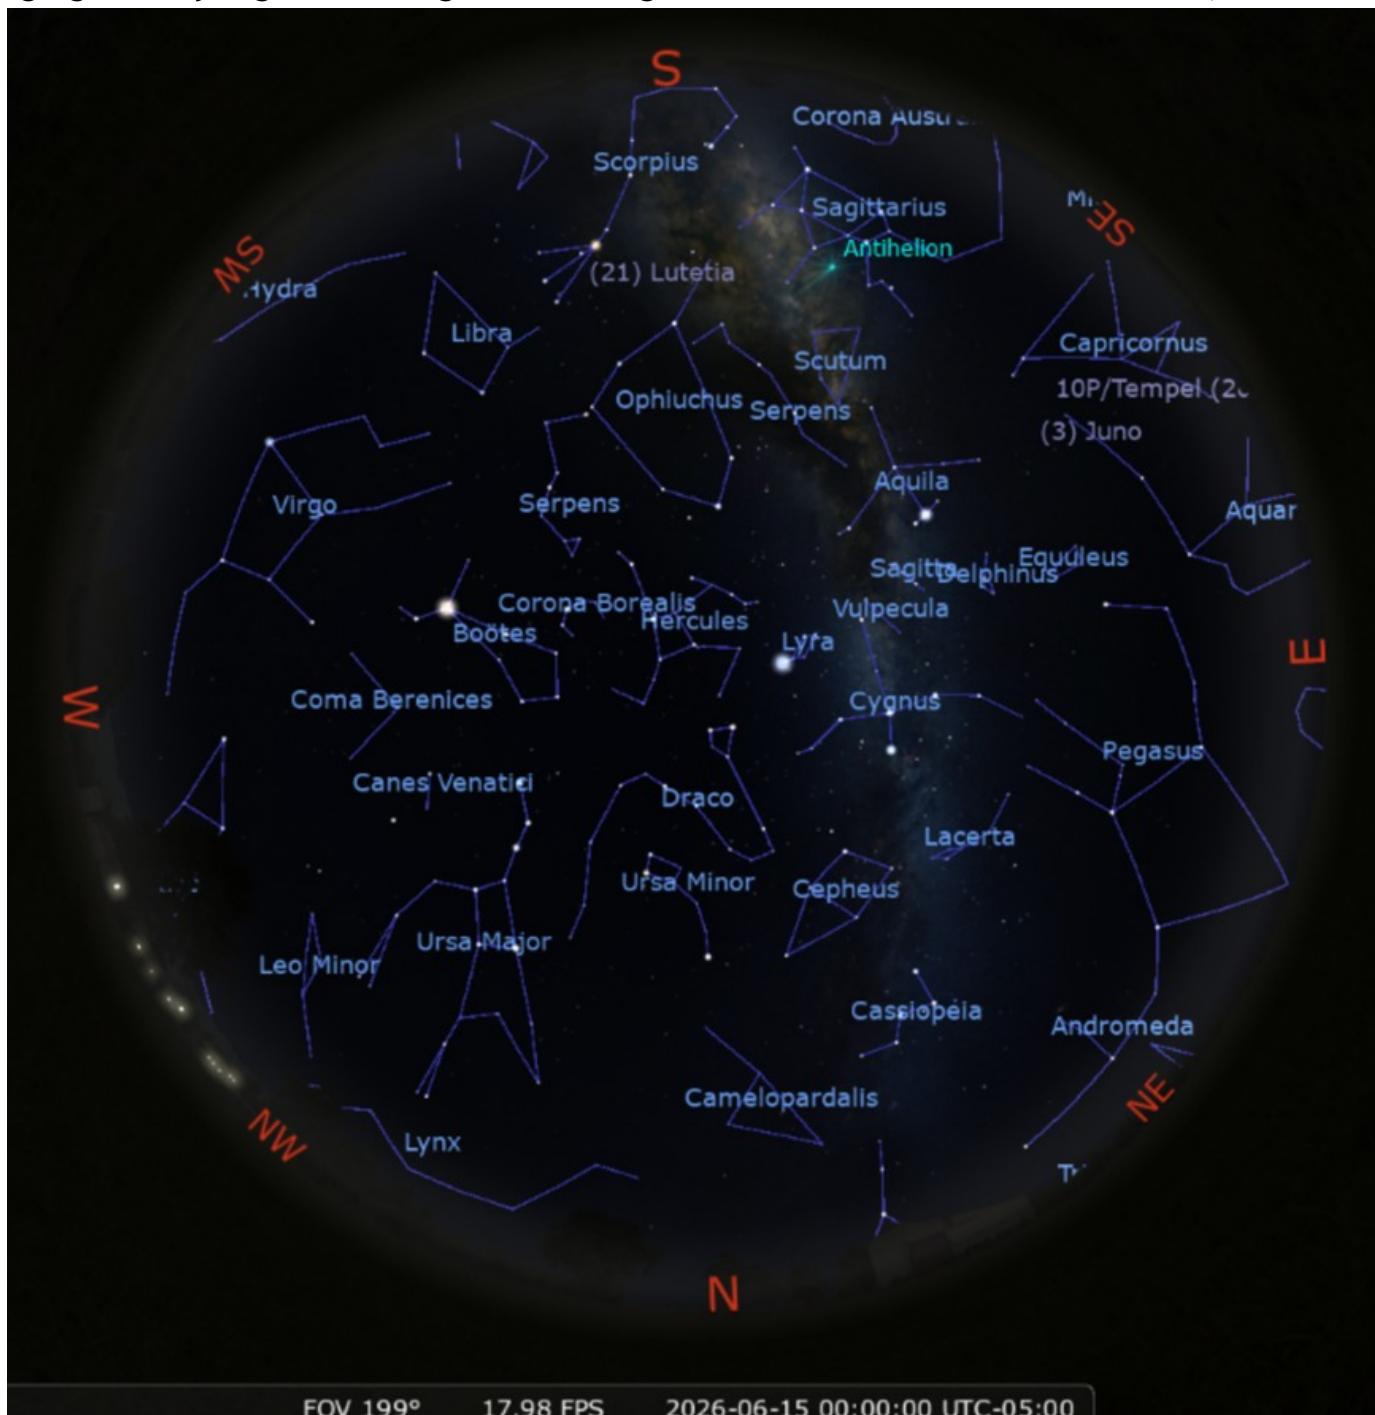 S
Corona Austra
Scorpius
Sagittarius
SE
Antihelion
SW
(21) Lutetia
Hydra
Libra
Capricornus
Scutum
10P/Tempel (2
Ophiuchus
Serpens
(3) Juno
Aquila
Virgo
Serpens
Aquar
Equuleus
Sagitta
Delphinus
Corona Borealis
Vulpecula
Hercules
Boötes
Lyra
E
Coma Berenices
Cygnus
W
Pegasus
Canes Venatici
Draco
Lacerta
Ursa Minor
Cepheus
Ursa Major
Leo Minor
Cassiopeia
Andromeda
Camelopardalis
NE
NW
Lynx
N
FOV 199° 17.98 FPS 2026-06-15 00:00:00 UTC-05:00